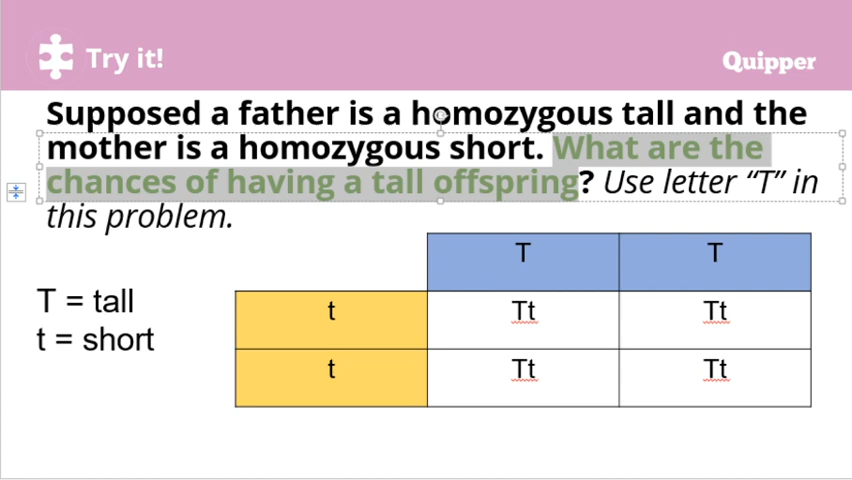 Try it!
Quipper
Supposed a father is a homozygous tall and the
mother is a homozygous short. What are the
chances of having a tall offspring? Use letter “T” in
this problem.
T T
T = tall
t = short
t Tt Tt
t Tt Tt